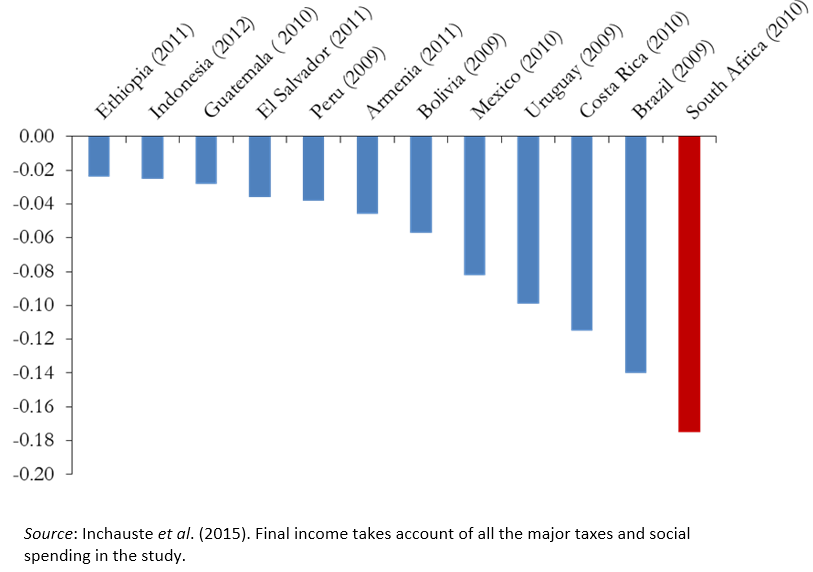 Ethiopia (2011)
Indonesia (2012)
Guatemala ( 2010)
El Salvador (2011)
Peru (2009)
Armenia (2011)
Bolivia (2009)
Mexico (2010)
Uruguay (2009)
Costa Rica (2010)
Brazil (2009)
South Africa (2010)
0.00
-0.02
-0.04
-0.06
-0.08
-0.10
-0.12
-0.14
-0.16
-0.18
-0.20
Source: Inchauste et al. (2015). Final income takes account of all the major taxes and social
spending in the study.